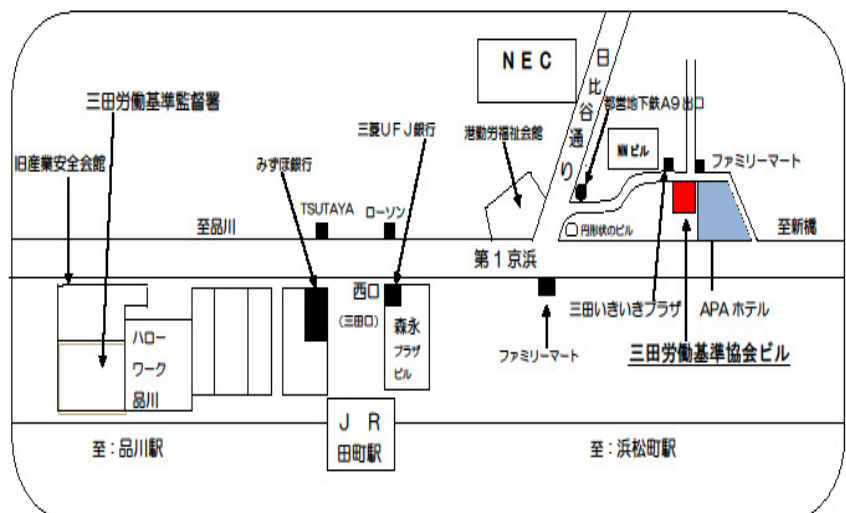 NEC
日比谷通り
三田労働基準監督署
都営地下鉄A9出口
三菱UFJ銀行
港勤労福祉会館
NNビル
ファミリーマート
旧産業安全会館
みずほ銀行
TSUTAYA
ローソン
至品川
円形状のビル
至新橋
第1京浜
西口
(三田口)
三田いきいきプラザ
APAホテル
ハロー
ワーク
品川
森永
プラザ
ビル
ファミリーマート
三田労働基準協会ビル
JR
田町駅
至:品川駅
至:浜松町駅